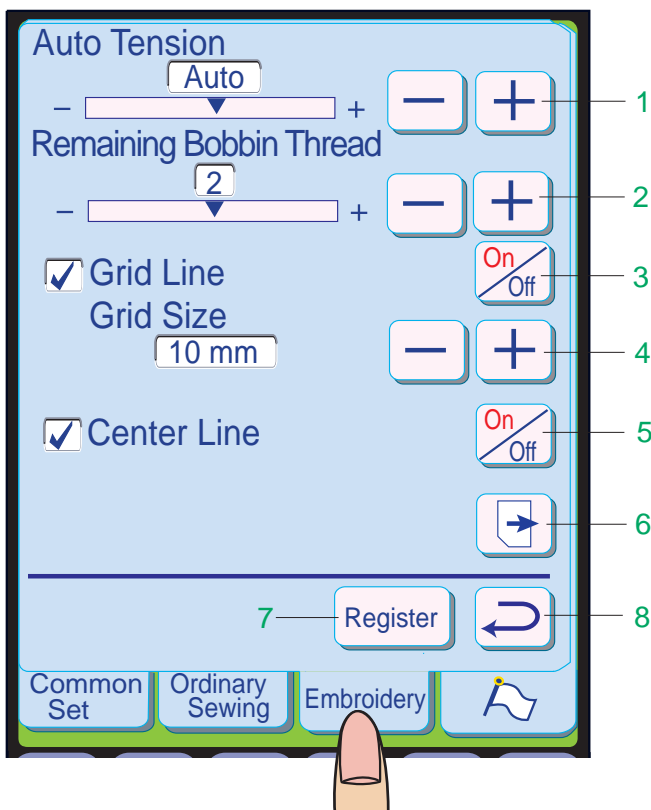 Auto Tension
Auto
− + − + 1
Remaining Bobbin Thread
2
− + − + 2
Grid Line On/Off 3
Grid Size
10 mm − + 4
Center Line On/Off 5
6
7 Register 8
Common Set
Ordinary Sewing
Embroidery